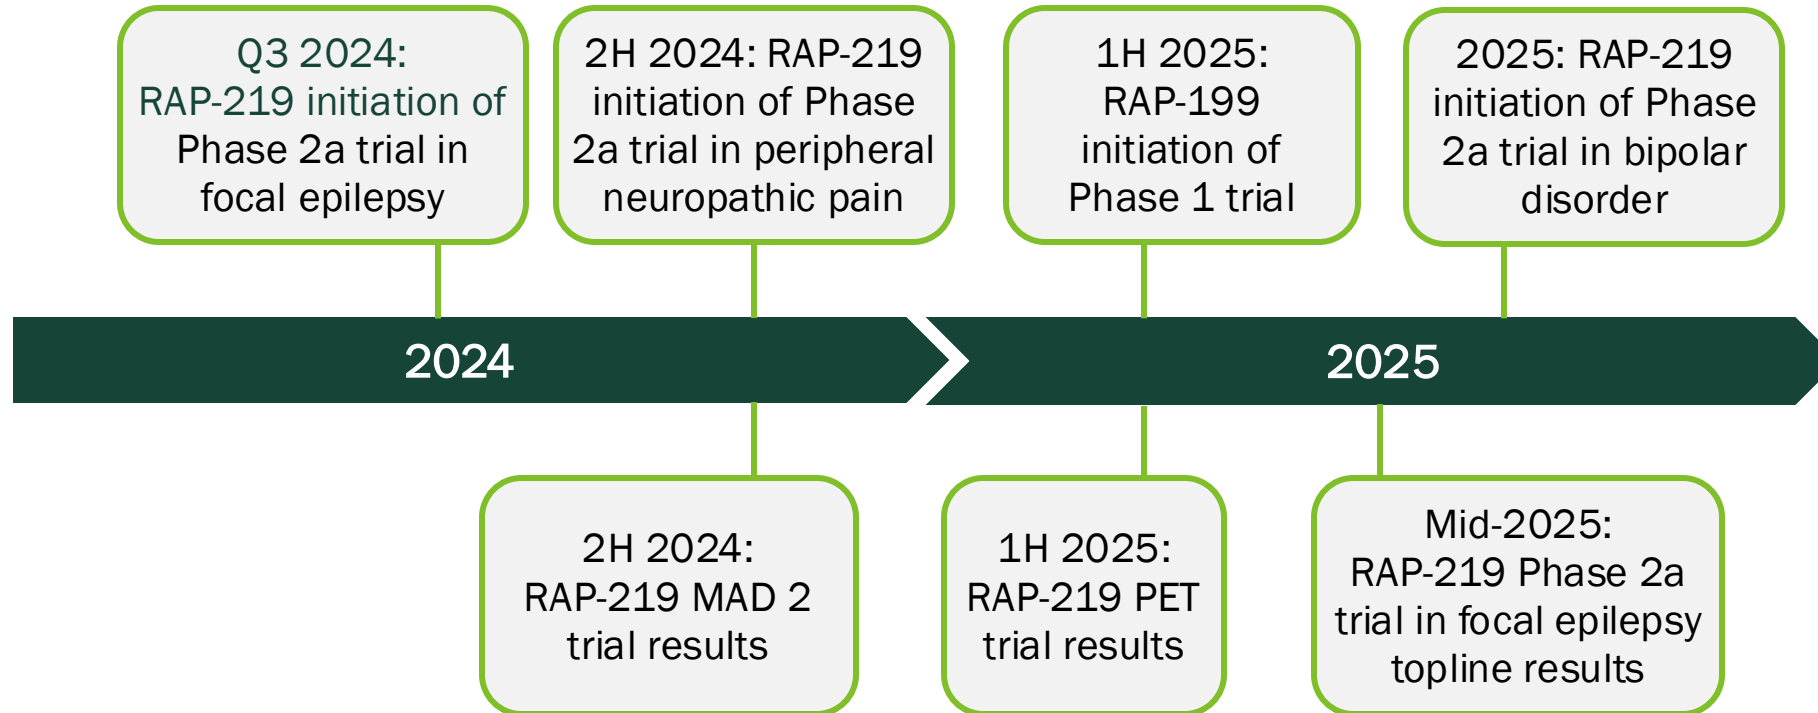 Q3 2024:
RAP-219 initiation of
Phase 2a trial in
focal epilepsy
2H 2024: RAP-219
initiation of Phase
2a trial in peripheral
neuropathic pain
1H 2025:
RAP-199
initiation of
Phase 1 trial
2025: RAP-219
initiation of Phase
2a trial in bipolar
disorder
2024
2025
2H 2024:
RAP-219 MAD 2
trial results
1H 2025:
RAP-219 PET
trial results
Mid-2025:
RAP-219 Phase 2a
trial in focal epilepsy
topline results